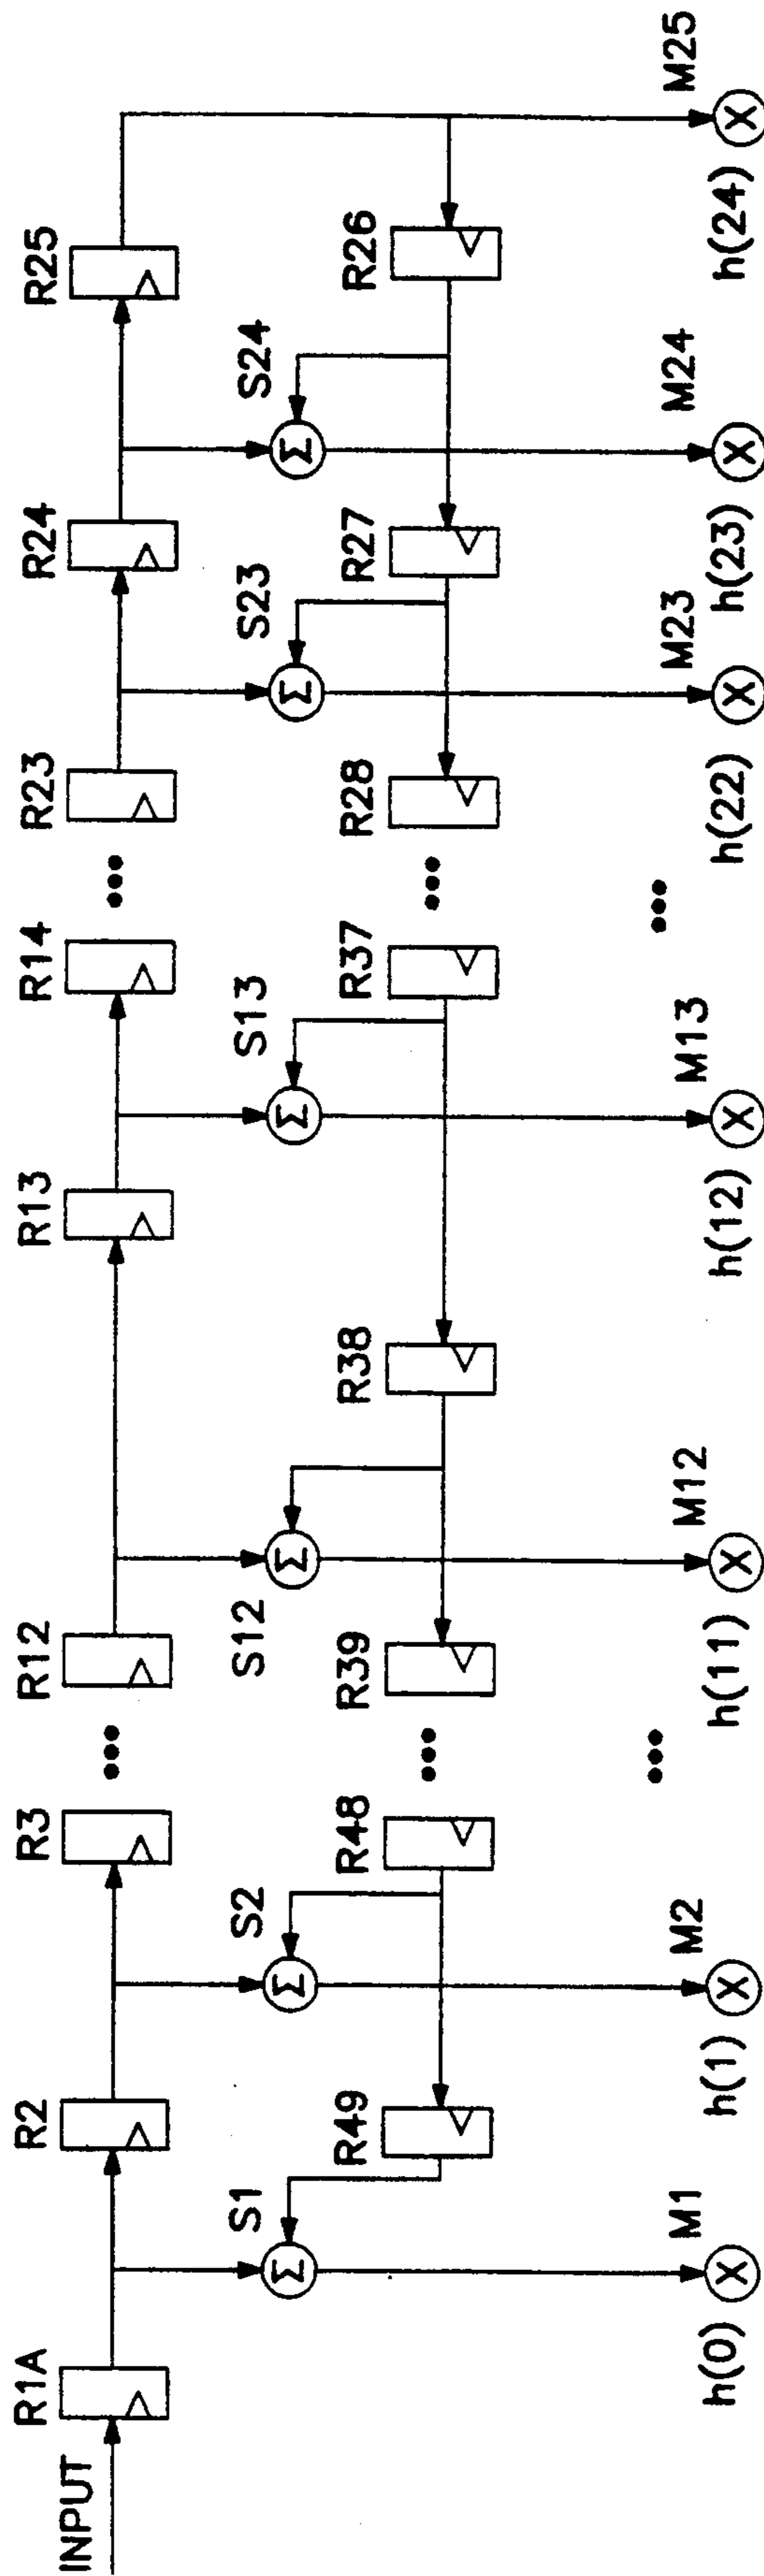 INPUT
R1A R2 R3 ••• R12 R13 R14 ••• R23 R24 R25
S1 S2 S12 S13 S23 S24
Σ Σ Σ Σ Σ Σ
R49 R48 ••• R39 R38 R37 ••• R28 R27 R26
••• •••
M1 M2 M12 M13 M23 M24 M25
X X X X X X X
h(0) h(1) h(11) h(12) h(22) h(23) h(24)